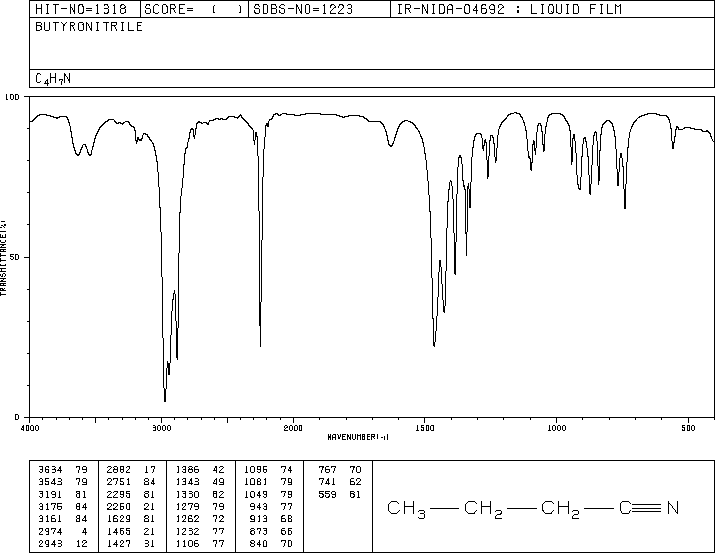 HIT-NO=1318 SCORE= ( ) SDBS-NO=1223 IR-NIDA-04692 : LIQUID FILM
BUTYRONITRILE
C4H7N
100
50
0
TRANSMITTANCE(%)
4000 3000 2000 1500 1000 500
WAVENUMBER(-1)
3634 79 2882 17 1386 42 1096 74 767 70
3543 79 2751 84 1343 49 1081 79 741 62
3191 81 2295 81 1330 62 1049 79 559 81
3176 84 2250 21 1279 79 943 77
3161 84 1629 81 1262 72 913 68
2974 4 1465 21 1232 77 873 66
2943 12 1427 31 1106 77 840 70
CH3 — CH2 — CH2 — C≡N